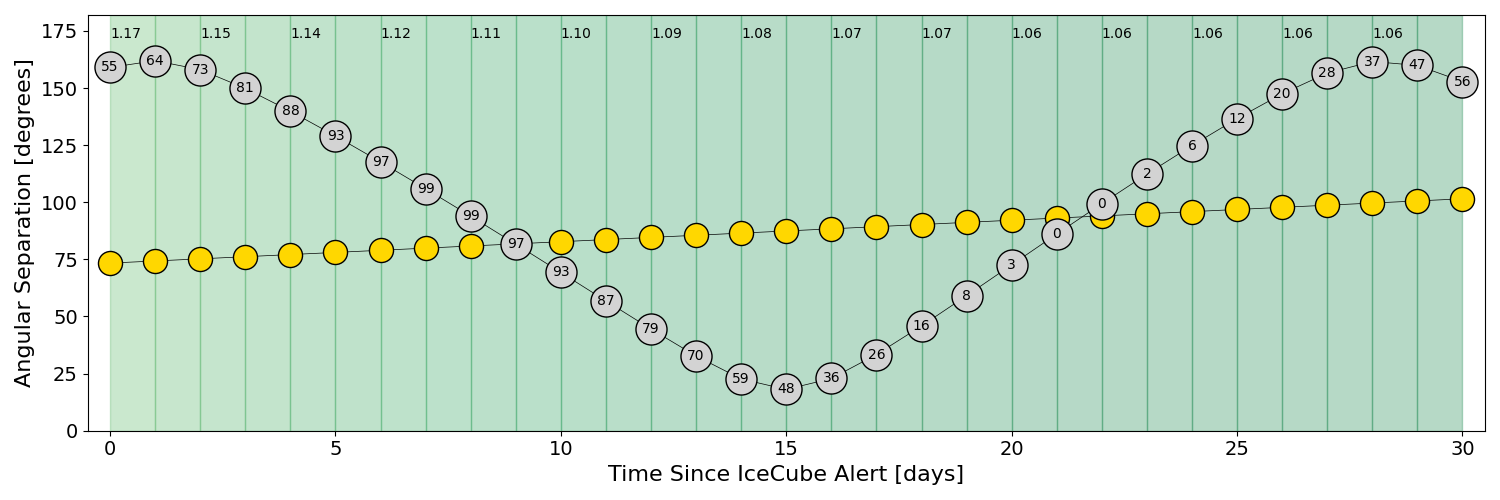 1.17 1.15 1.14 1.12 1.11 1.10 1.09 1.08 1.07 1.07 1.06 1.06 1.06 1.06 1.06
55 64 73 81 88 93 97 99 99 97 93 87 79 70 59 48 36 26 16 8 3 0 0 2 6 12 20 28 37 47 56
175
150
125
100
75
50
25
0
Angular Separation [degrees]
0 5 10 15 20 25 30
Time Since IceCube Alert [days]